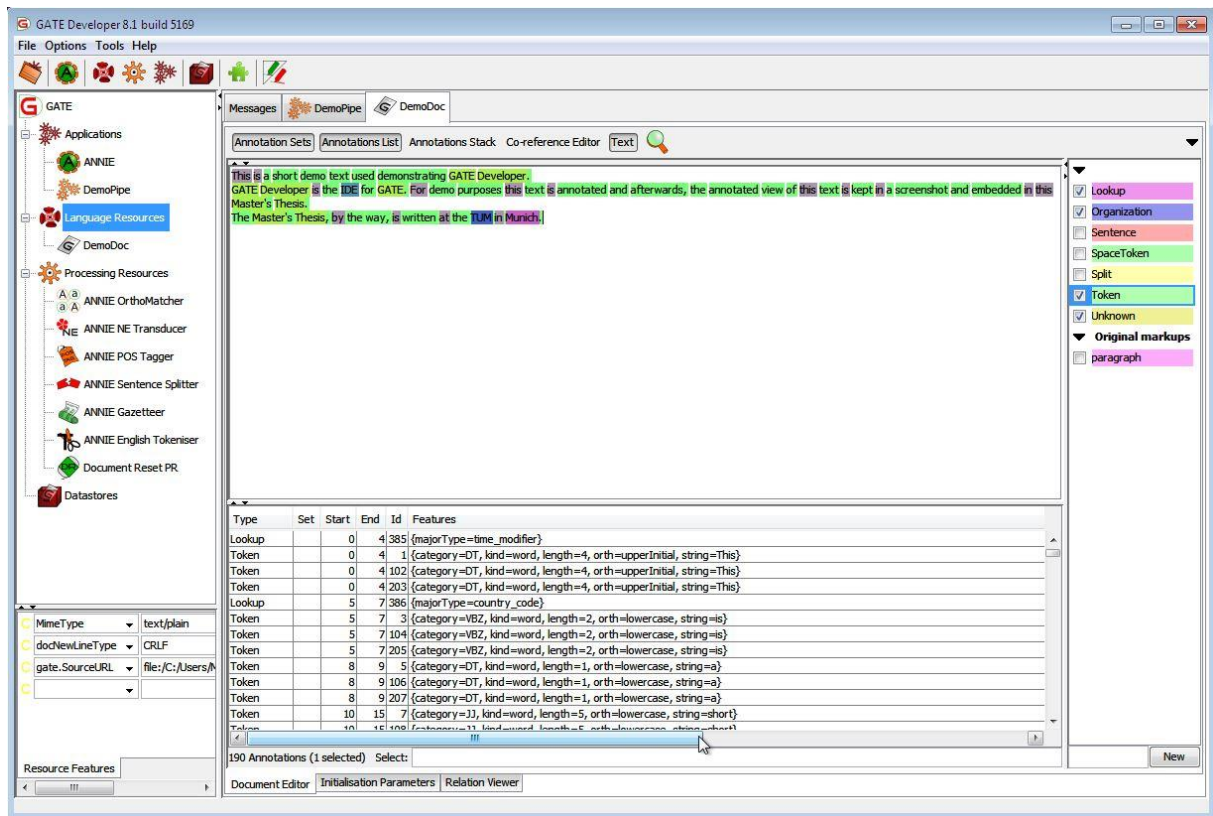 GATE Developer 8.1 build 5169
File Options Tools Help
GATE
Applications
ANNIE
DemoPipe
Language Resources
DemoDoc
Processing Resources
ANNIE OrthoMatcher
ANNIE NE Transducer
ANNIE POS Tagger
ANNIE Sentence Splitter
ANNIE Gazetteer
ANNIE English Tokeniser
Document Reset PR
Datastores
MimeType text/plain
docNewLineType CRLF
gate.SourceURL file:/C:/Users/
Resource Features
Messages DemoPipe DemoDoc
Annotation Sets Annotations List Annotations Stack Co-reference Editor Text
This is a short demo text used demonstrating GATE Developer.
GATE Developer is the IDE for GATE. For demo purposes this text is annotated and afterwards, the annotated view of this text is kept in a screenshot and embedded in this
Master's Thesis.
The Master's Thesis, by the way, is written at the TUM in Munich.
Lookup
Organization
Sentence
SpaceToken
Split
Token
Unknown
Original markups
paragraph
Type Set Start End Id Features
Lookup 0 4 385 {majorType=time_modifier}
Token 0 4 1 {category=DT, kind=word, length=4, orth=upperInitial, string=This}
Token 0 4 102 {category=DT, kind=word, length=4, orth=upperInitial, string=This}
Token 0 4 203 {category=DT, kind=word, length=4, orth=upperInitial, string=This}
Lookup 5 7 386 {majorType=country_code}
Token 5 7 3 {category=VBZ, kind=word, length=2, orth=lowercase, string=is}
Token 5 7 104 {category=VBZ, kind=word, length=2, orth=lowercase, string=is}
Token 5 7 205 {category=VBZ, kind=word, length=2, orth=lowercase, string=is}
Token 8 9 5 {category=DT, kind=word, length=1, orth=lowercase, string=a}
Token 8 9 106 {category=DT, kind=word, length=1, orth=lowercase, string=a}
Token 8 9 207 {category=DT, kind=word, length=1, orth=lowercase, string=a}
Token 10 15 7 {category=JJ, kind=word, length=5, orth=lowercase, string=short}
Token 10 15 108 {category=JJ, kind=word, length=5, orth=lowercase, string=short}
190 Annotations (1 selected) Select:
New
Document Editor Initialisation Parameters Relation Viewer